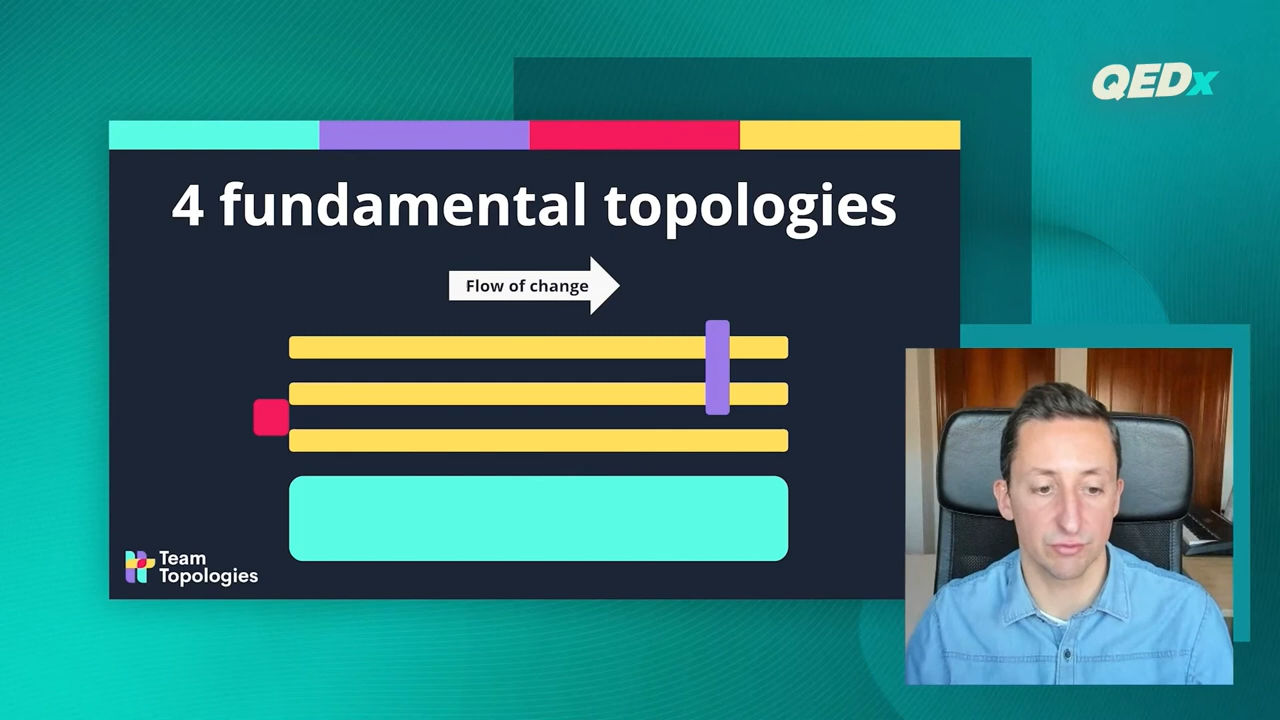 QEDx
4 fundamental topologies
Flow of change
Team
Topologies